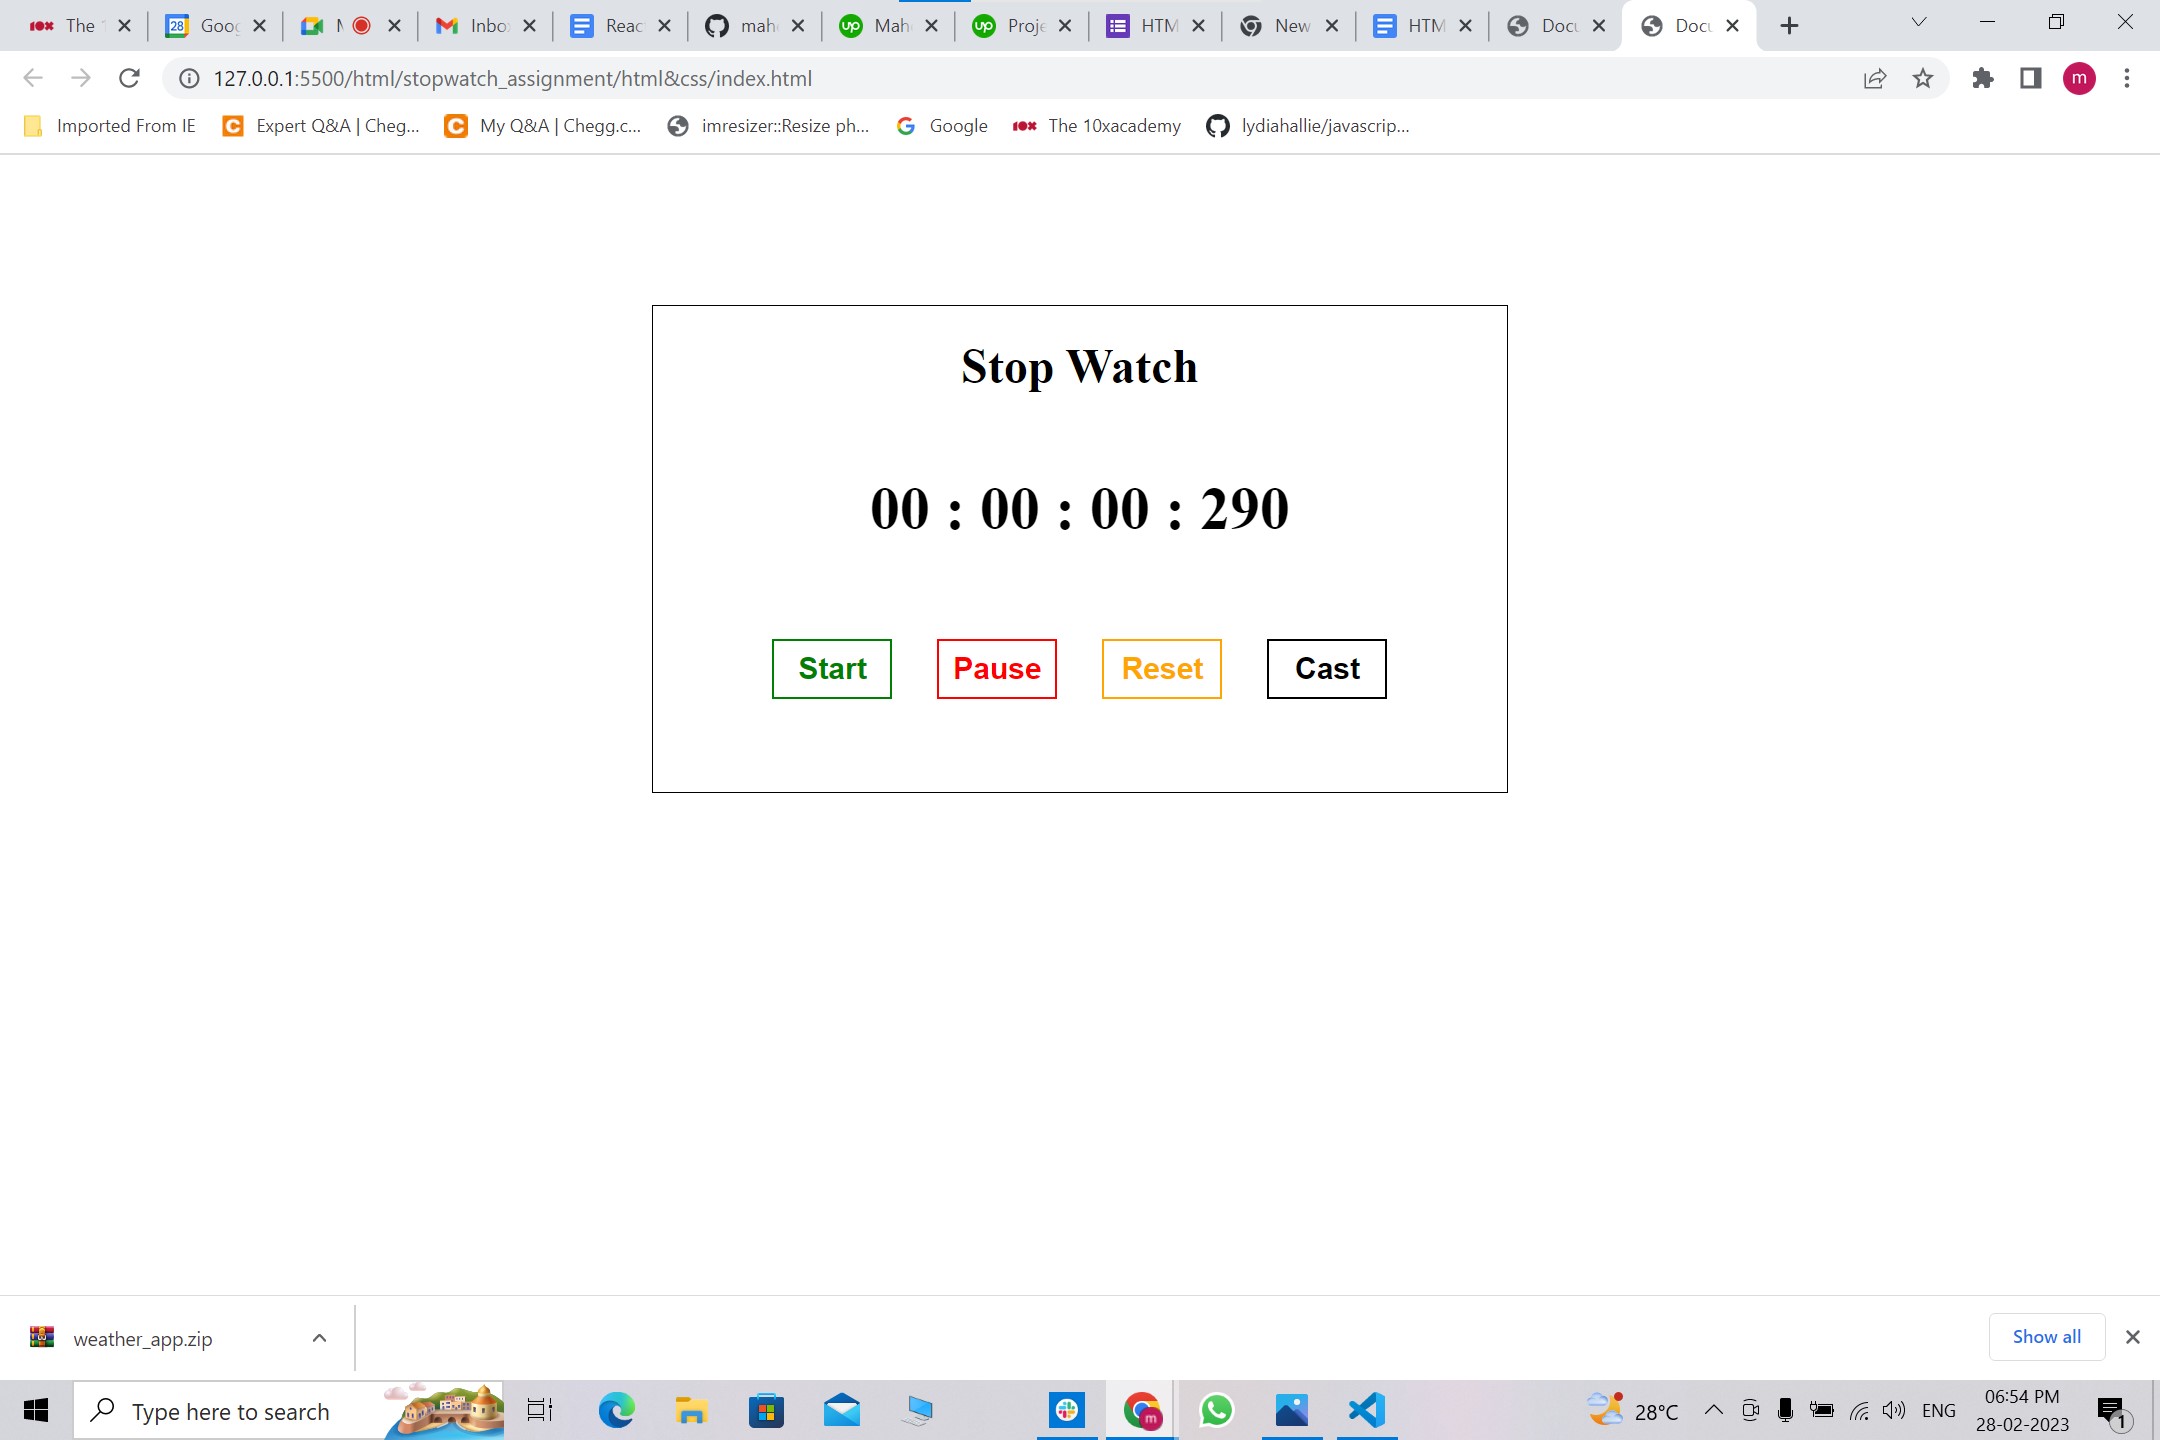 The Goog M Inbo Reac mah Mah Proje HTM New HTM Docu Docu
127.0.0.1:5500/html/stopwatch_assignment/html&css/index.html m
Imported From IE Expert Q&A | Cheg... My Q&A | Chegg.c... imresizer::Resize ph... Google The 10xacademy lydiahallie/javascrip...
Stop Watch
00 : 00 : 00 : 290
Start Pause Reset Cast
weather_app.zip Show all
Type here to search 28°C ENG 06:54 PM
28-02-2023 1